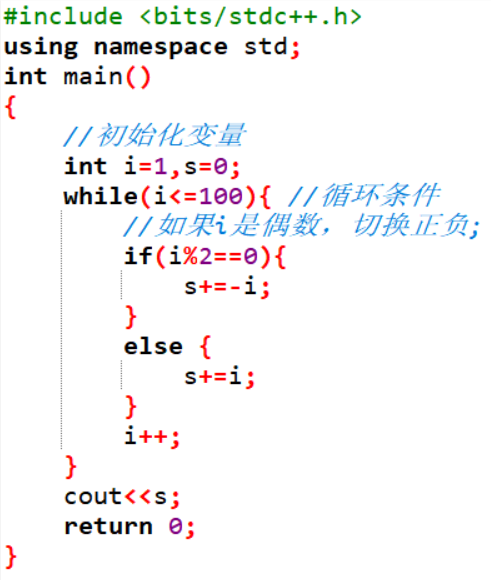 #include <bits/stdc++.h>
using namespace std;
int main()
{
    //初始化变量
    int i=1,s=0;
    while(i<=100){ //循环条件
        //如果i是偶数，切换正负;
        if(i%2==0){
            s+=-i;
        }
        else {
            s+=i;
        }
        i++;
    }
    cout<<s;
    return 0;
}